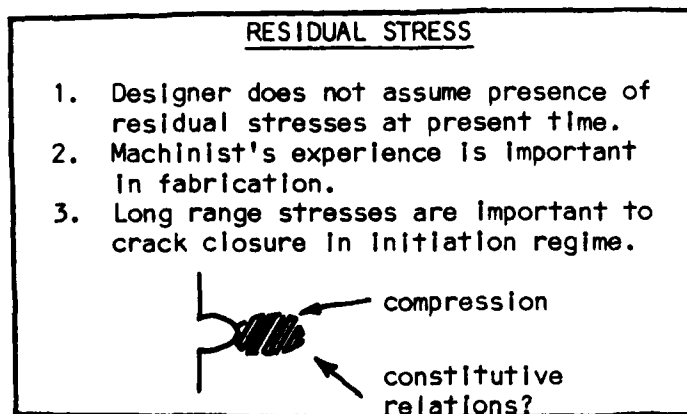 RESIDUAL STRESS
1. Designer does not assume presence of
residual stresses at present time.
2. Machinist's experience is important
in fabrication.
3. Long range stresses are important to
crack closure in initiation regime.
compression
constitutive
relations?